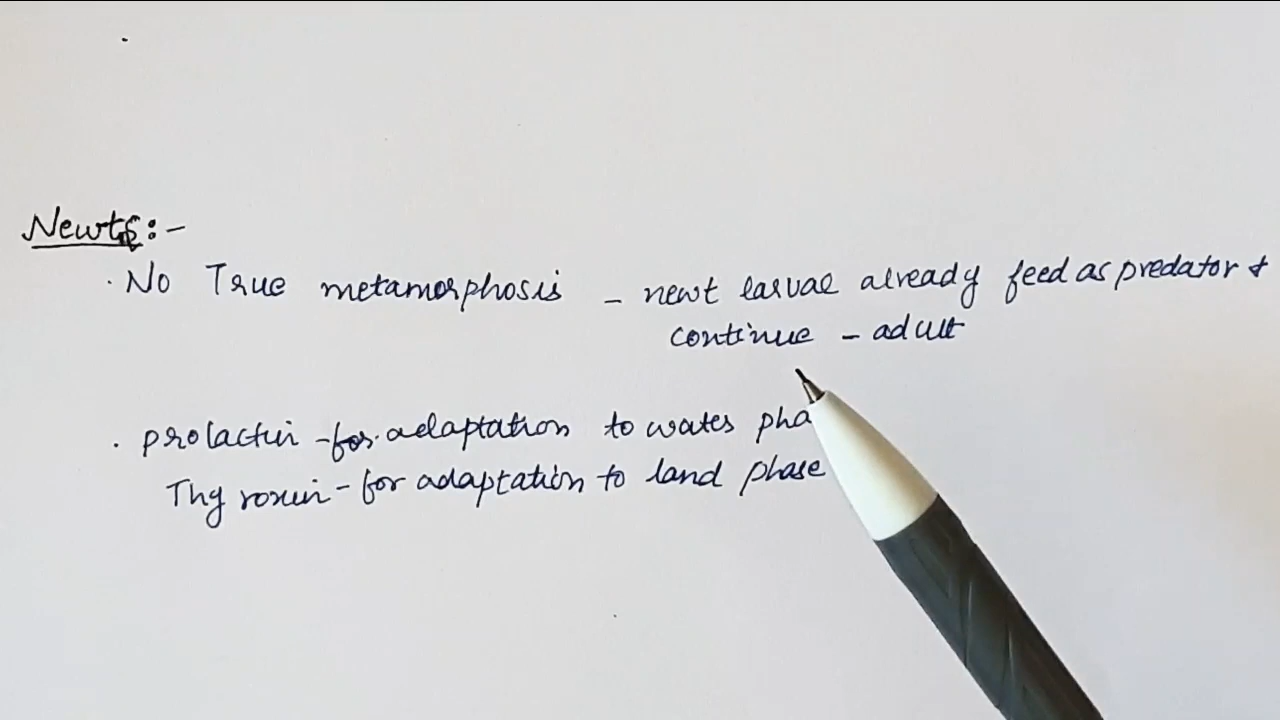 Newts:-
· No True metamorphosis - newt larval already feed as predator &
continue - adult
· prolactin - for adaptation to water pha
Thyroxin - for adaptation to land phase